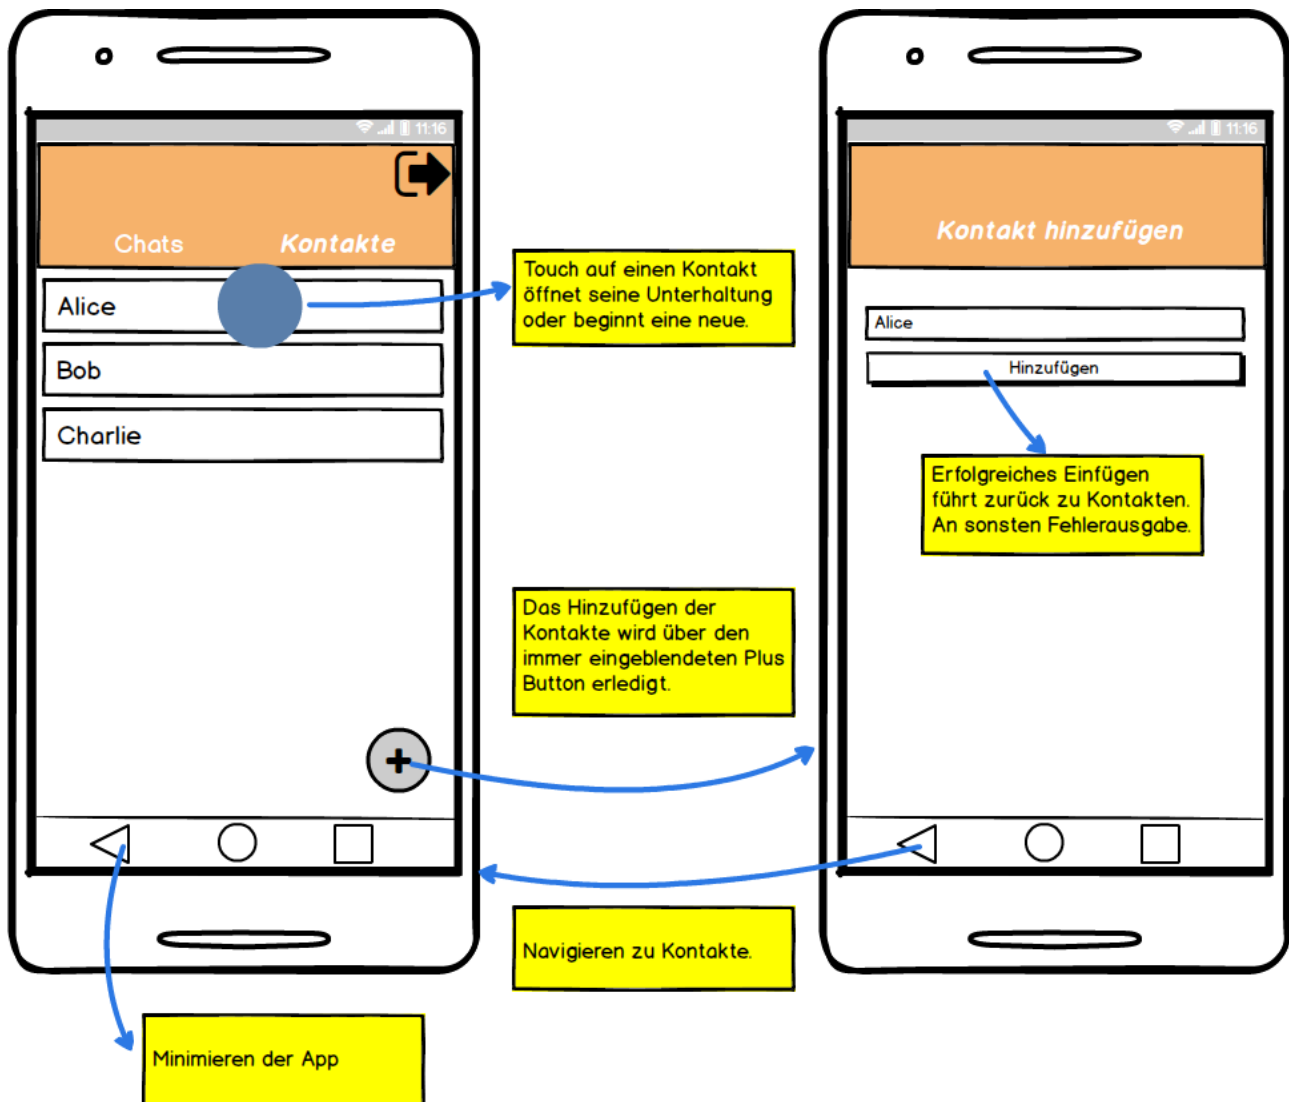 11:16
Chats Kontakte
Alice
Bob
Charlie
Touch auf einen Kontakt
öffnet seine Unterhaltung
oder beginnt eine neue.
Das Hinzufügen der
Kontakte wird über den
immer eingeblendeten Plus
Button erledigt.
Navigieren zu Kontakte.
Minimieren der App
11:16
Kontakt hinzufügen
Alice
Hinzufügen
Erfolgreiches Einfügen
führt zurück zu Kontakten.
An sonsten Fehlerausgabe.